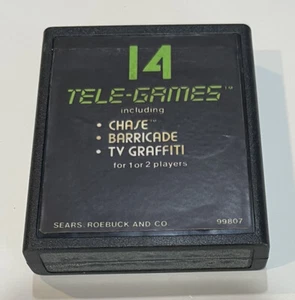 14
TELE-GAMES™
including
• CHASE™
• BARRICADE
• TV GRAFFITI
for 1 or 2 players
SEARS, ROEBUCK AND CO. 99807